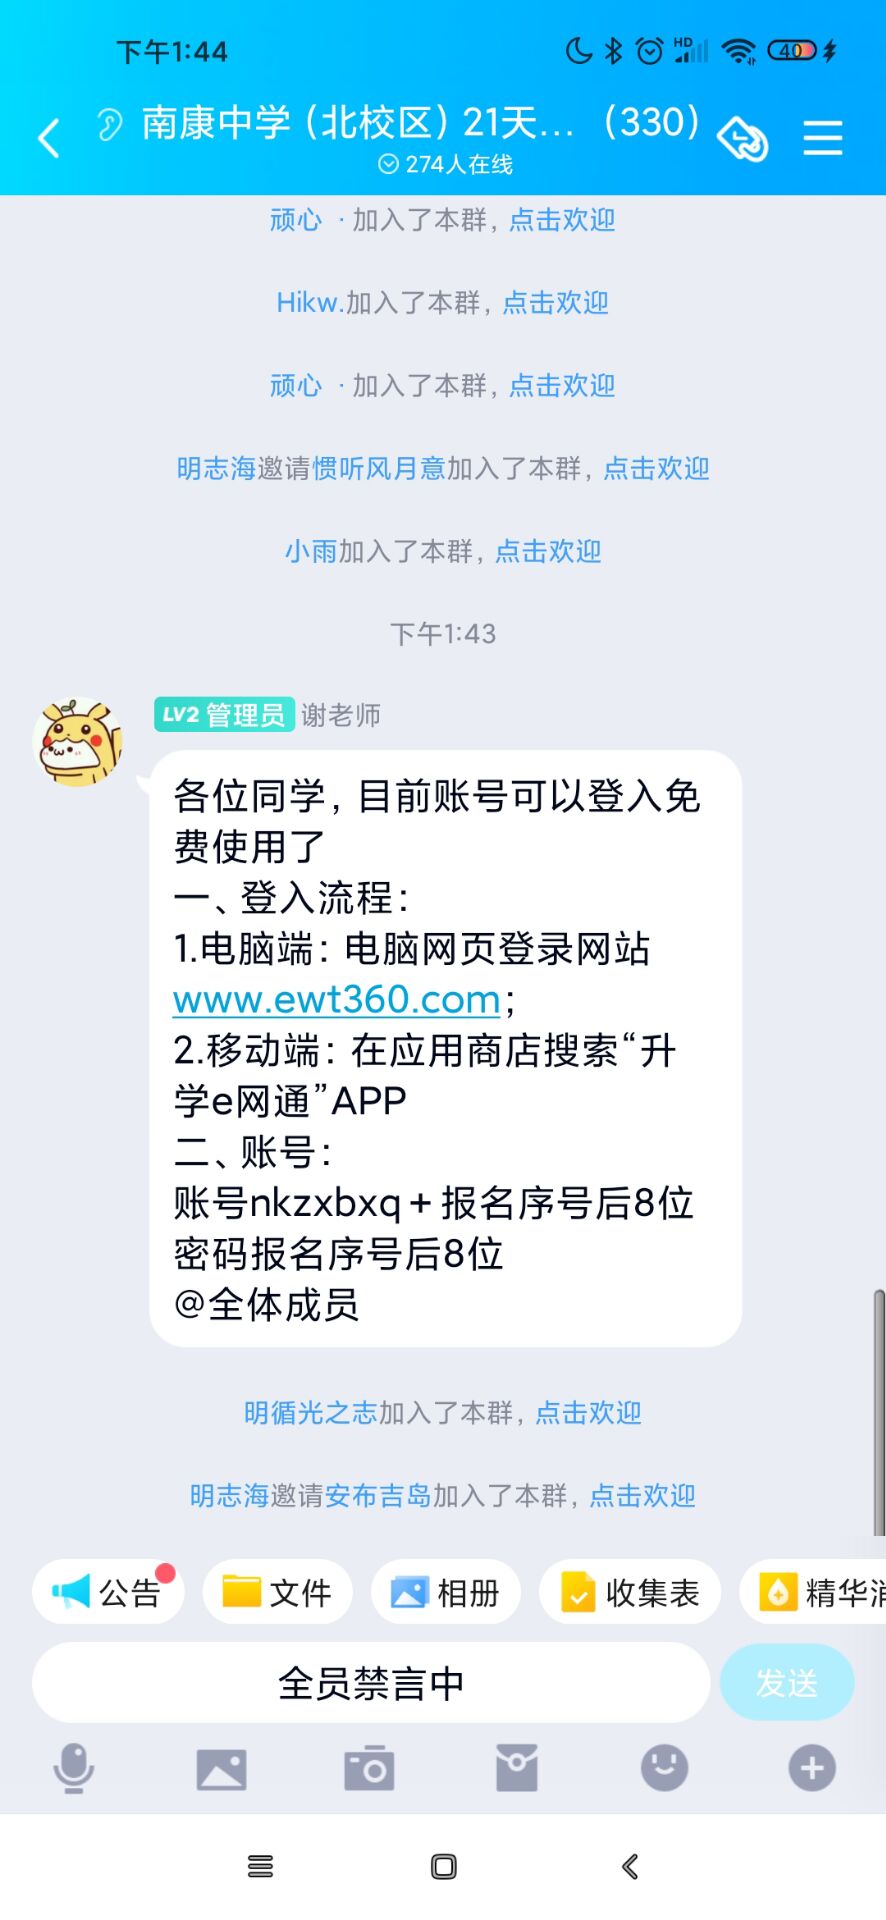 下午1:44
HD
40
南康中学（北校区）21天...（330）
274人在线
顽心 ·加入了本群，点击欢迎
Hikw.加入了本群，点击欢迎
顽心 ·加入了本群，点击欢迎
明志海邀请惯听风月意加入了本群，点击欢迎
小雨加入了本群，点击欢迎
下午1:43
LV2 管理员 谢老师
各位同学，目前账号可以登入免
费使用了
一、登入流程：
1.电脑端：电脑网页登录网站
www.ewt360.com；
2.移动端：在应用商店搜索“升
学e网通”APP
二、账号：
账号nkzxbxq＋报名序号后8位
密码报名序号后8位
@全体成员
明循光之志加入了本群，点击欢迎
明志海邀请安布吉岛加入了本群，点击欢迎
公告 文件 相册 收集表 精华消
全员禁言中 发送